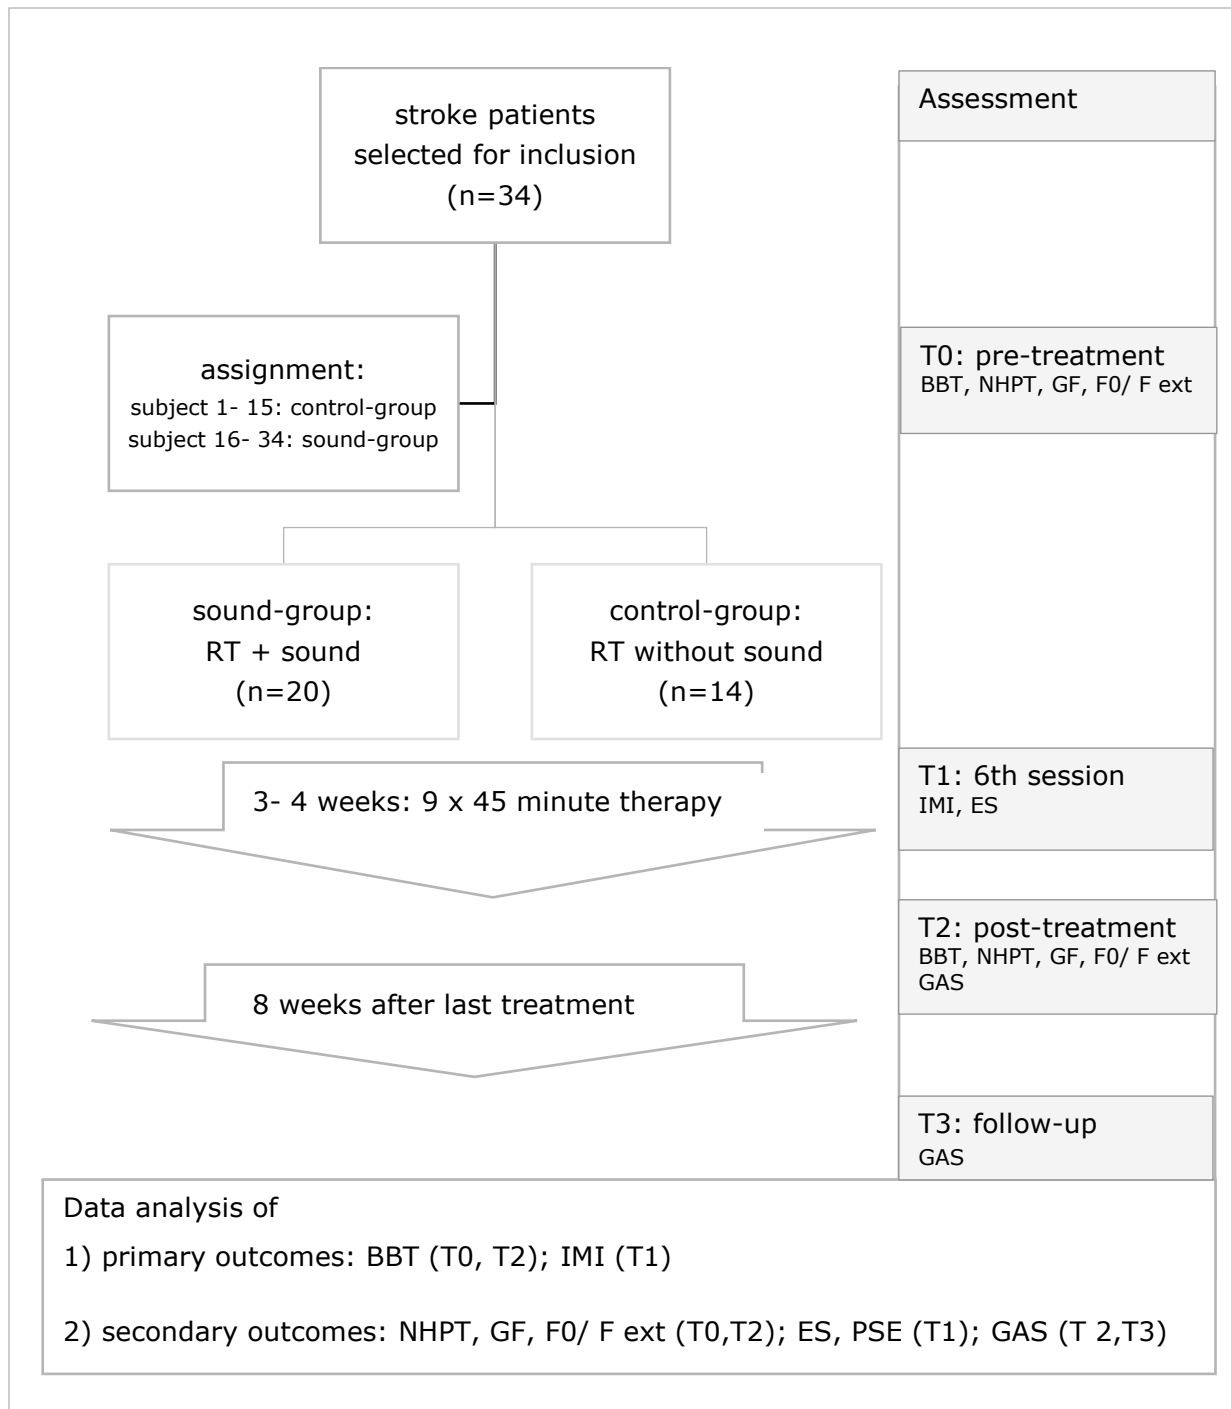 stroke patients
selected for inclusion
(n=34)
assignment:
subject 1- 15: control-group
subject 16- 34: sound-group
sound-group:
RT + sound
(n=20)
control-group:
RT without sound
(n=14)
3- 4 weeks: 9 x 45 minute therapy
8 weeks after last treatment
Assessment
T0: pre-treatment
BBT, NHPT, GF, F0/ F ext
T1: 6th session
IMI, ES
T2: post-treatment
BBT, NHPT, GF, F0/ F ext
GAS
T3: follow-up
GAS
Data analysis of
1) primary outcomes: BBT (T0, T2); IMI (T1)
2) secondary outcomes: NHPT, GF, F0/ F ext (T0,T2); ES, PSE (T1); GAS (T 2,T3)